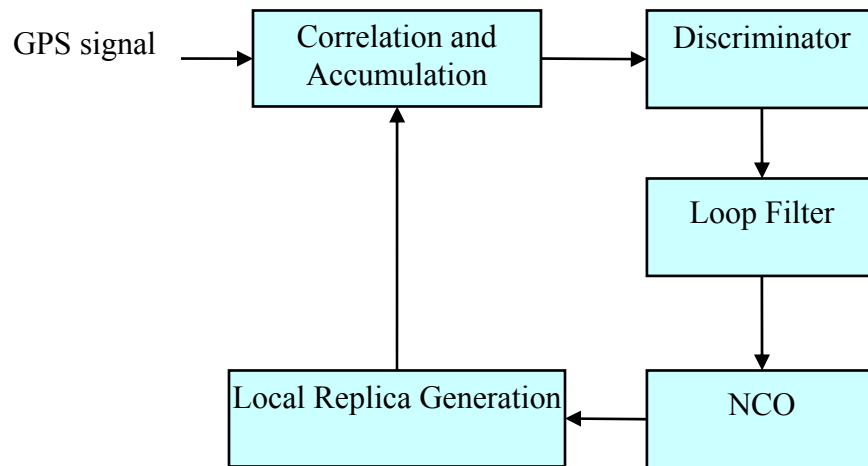 GPS signal
Correlation and
Accumulation
Discriminator
Loop Filter
Local Replica Generation
NCO